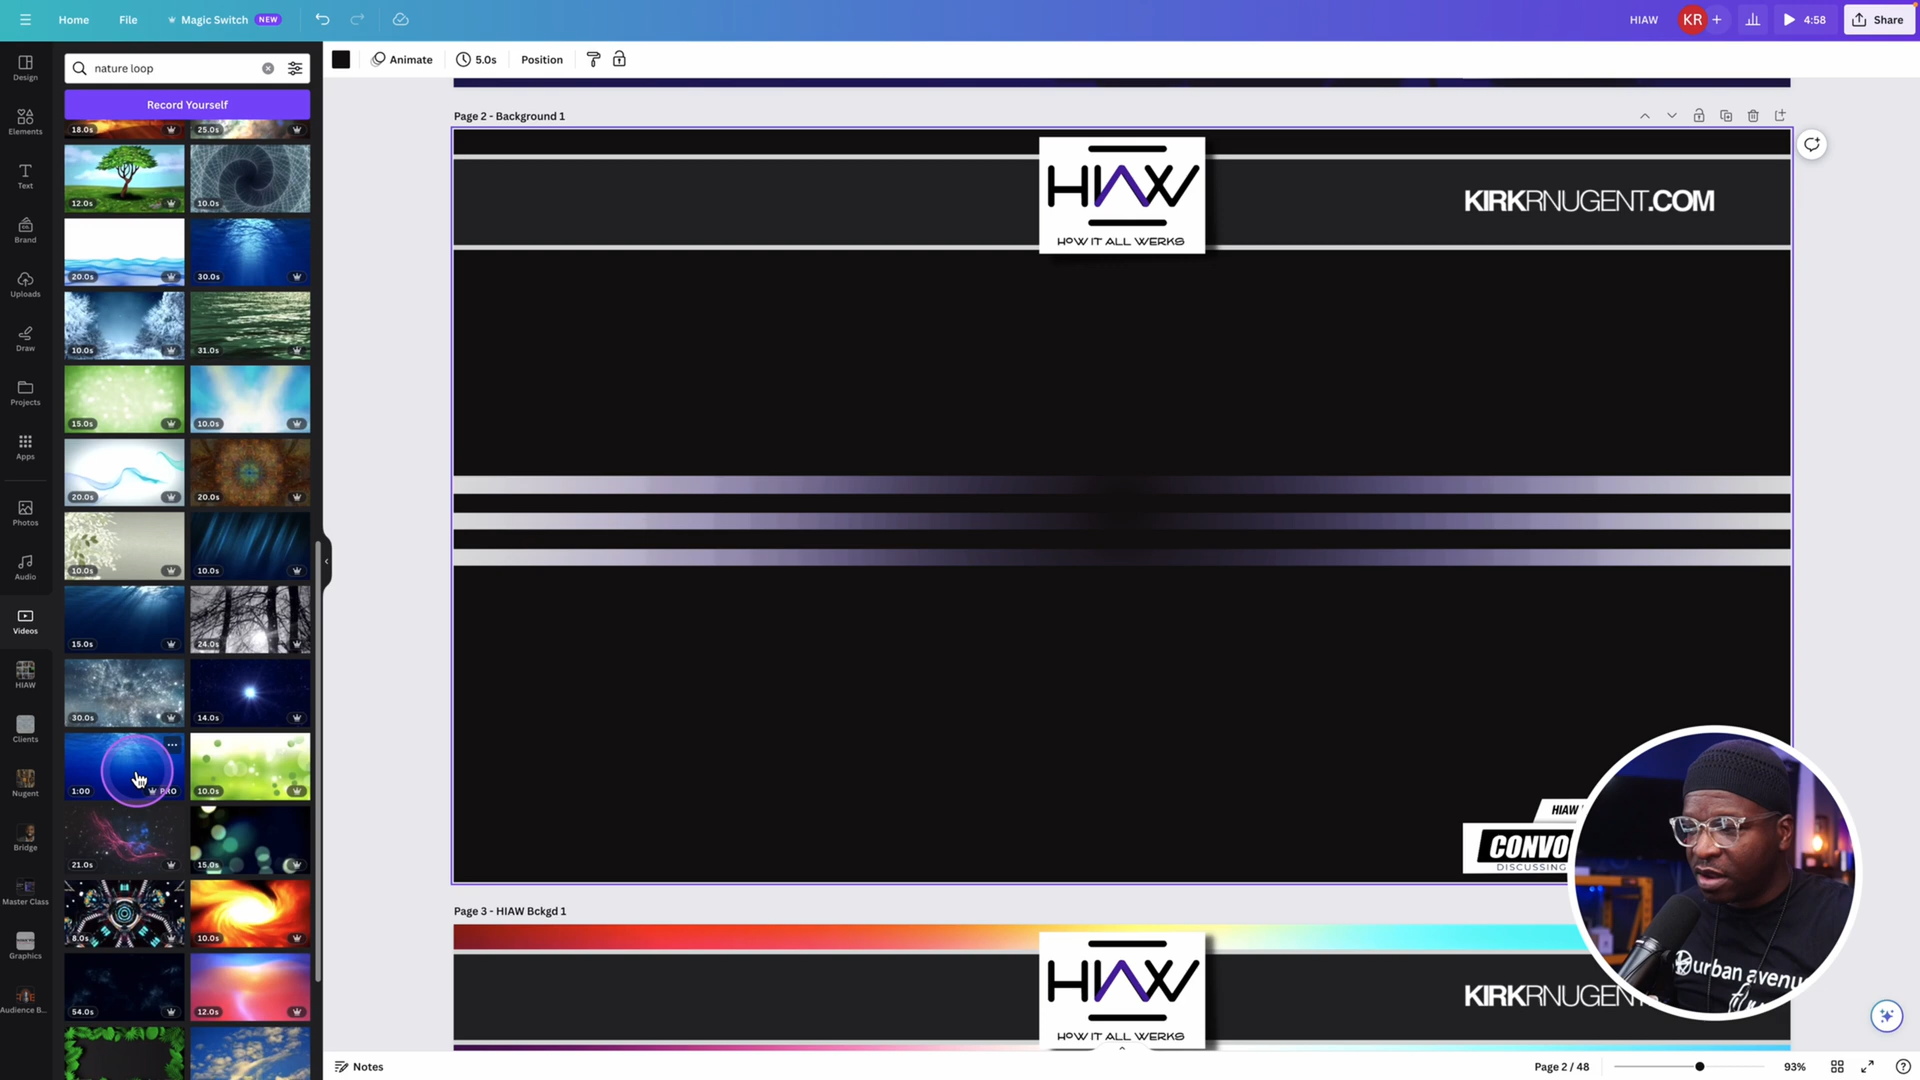 Home File Magic Switch NEW HIAW KR + 4:58 Share
nature loop
Animate 5.0s Position
Record Yourself
Design
Elements
Text
Brand
Uploads
Draw
Projects
Apps
Photos
Audio
Videos
HIAW
Clients
Nugent
Bridge
Master Class
Graphics
Audience B...
18.0s 25.0s
12.0s 10.0s
20.0s 30.0s
10.0s 31.0s
15.0s 10.0s
20.0s 20.0s
10.0s 10.0s
15.0s 24.0s
30.0s 14.0s
1:00 PRO 10.0s
21.0s 15.0s
8.0s 10.0s
54.0s 12.0s
Page 2 - Background 1
HIAW
HOW IT ALL WERKS
KIRKRNUGENT.COM
HIAW
CONVO
DISCUSSING
urban avenu
Page 3 - HIAW Bckgd 1
HIAW
HOW IT ALL WERKS
KIRKRNUGEN
Notes
Page 2 / 48 93%